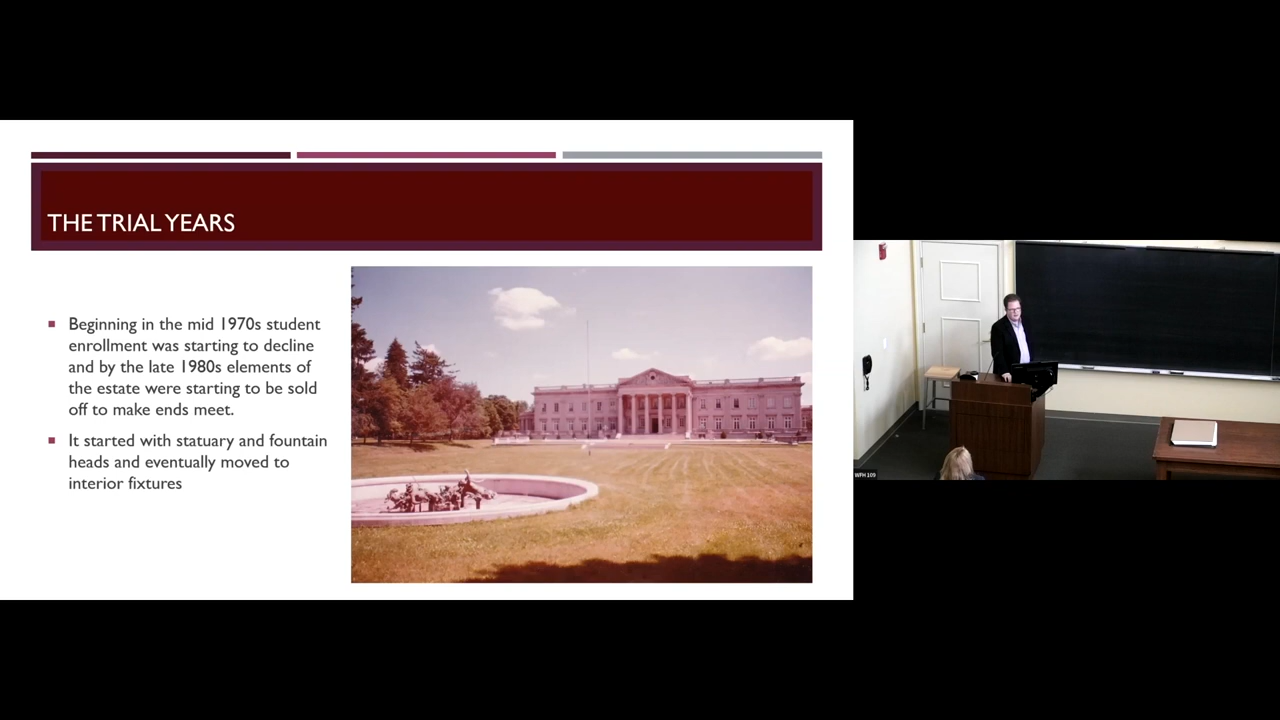 THE TRIAL YEARS
Beginning in the mid 1970s student
enrollment was starting to decline
and by the late 1980s elements of
the estate were starting to be sold
off to make ends meet.
It started with statuary and fountain
heads and eventually moved to
interior fixtures
WFH 109